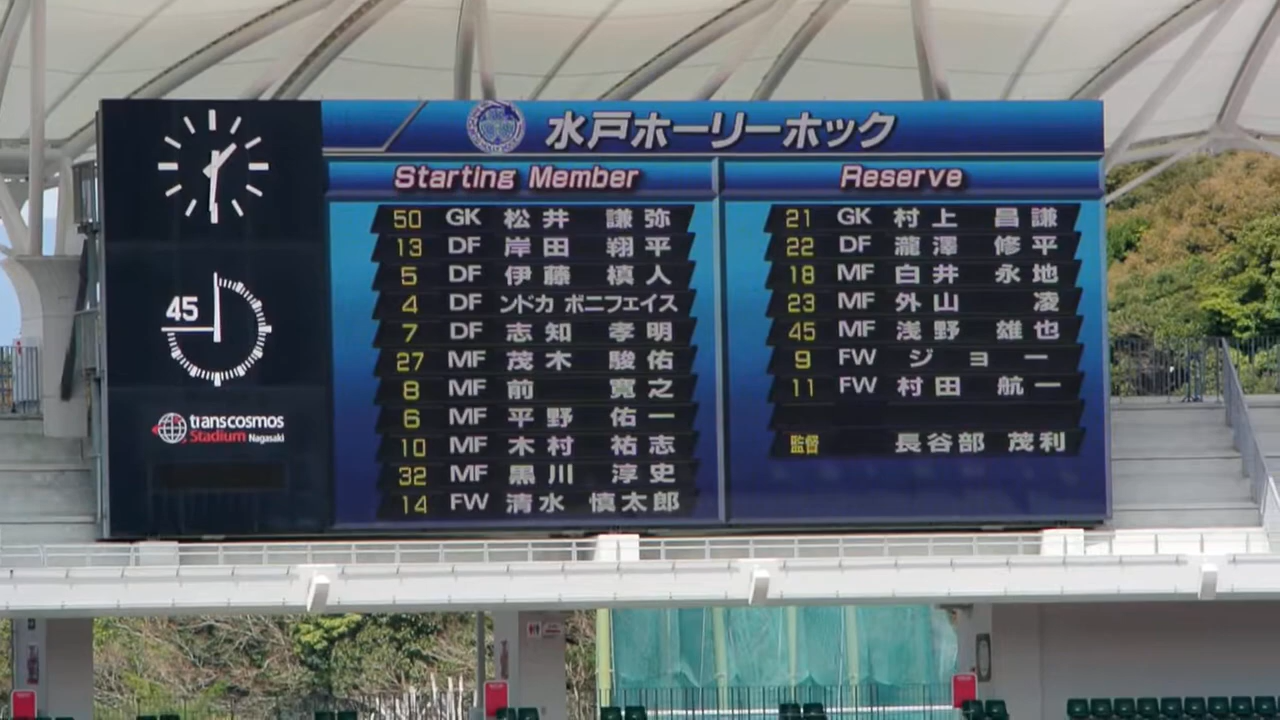 水戸ホーリーホック
Starting Member
50 GK 松井 謙弥
13 DF 岸田 翔平
5 DF 伊藤 槙人
4 DF ンドカ ボニフェイス
7 DF 志知 孝明
27 MF 茂木 駿佑
8 MF 前 寛之
6 MF 平野 佑一
10 MF 木村 祐志
32 MF 黒川 淳史
14 FW 清水 慎太郎
Reserve
21 GK 村上 昌謙
22 DF 瀧澤 修平
18 MF 白井 永地
23 MF 外山 凌
45 MF 浅野 雄也
9 FW ジョー
11 FW 村田 航一
監督 長谷部 茂利
45
transcosmos
Stadium Nagasaki